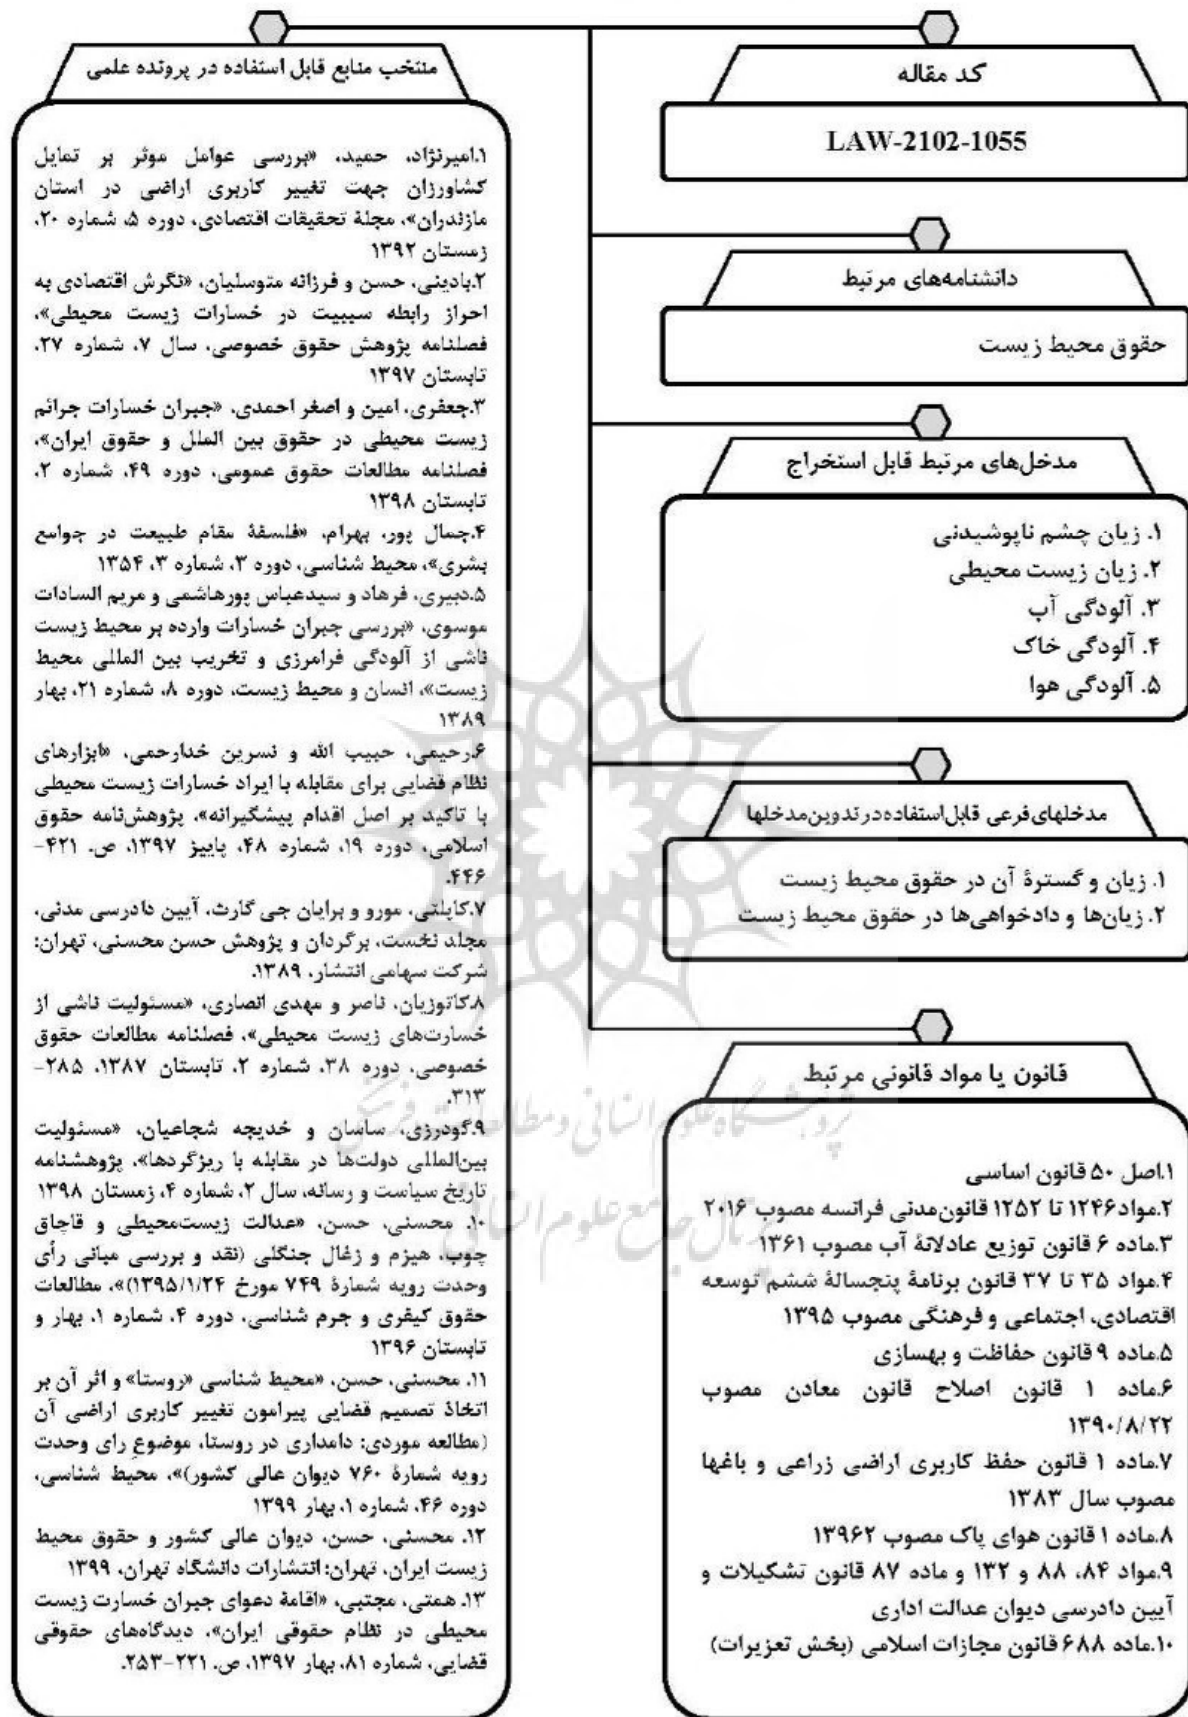 کد مقاله
LAW-2102-1055
دانشنامه‌های مرتبط
حقوق محیط زیست
مدخل‌های مرتبط قابل استخراج
۱. زیان چشم ناپوشیدنی
۲. زیان زیست محیطی
۳. آلودگی آب
۴. آلودگی خاک
۵. آلودگی هوا
مدخلهای فرعی قابل استفاده در تدوین مدخلها
۱. زیان و گسترهٔ آن در حقوق محیط زیست
۲. زیان‌ها و دادخواهی‌ها در حقوق محیط زیست
قانون یا مواد قانونی مرتبط
۱.اصل ۵۰ قانون اساسی
۲.مواد۱۲۴۶ تا ۱۲۵۲ قانون‌مدنی فرانسه مصوب ۲۰۱۶
۳.ماده ۶ قانون توزیع عادلانهٔ آب مصوب ۱۳۶۱
۴.مواد ۳۵ تا ۳۷ قانون برنامهٔ پنجسالهٔ ششم توسعه
اقتصادی، اجتماعی و فرهنگی مصوب ۱۳۹۵
۵.ماده ۹ قانون حفاظت و بهسازی
۶.ماده ۱ قانون اصلاح قانون معادن مصوب
۱۳۹۰/۸/۲۲
۷.ماده ۱ قانون حفظ کاربری اراضی زراعی و باغها
مصوب سال ۱۳۸۳
۸.ماده ۱ قانون هوای پاک مصوب ۱۳۹۶۲
۹.مواد ۸۴، ۸۸ و ۱۳۲ و ماده ۸۷ قانون تشکیلات و
آیین دادرسی دیوان عدالت اداری
۱۰.ماده ۶۸۸ قانون مجازات اسلامی (بخش تعزیرات)
منتخب منابع قابل استفاده در پرونده علمی
۱.امیرنژاد، حمید، «بررسی عوامل موثر بر تمایل
کشاورزان جهت تغییر کاربری اراضی در استان
مازندران»، مجلهٔ تحقیقات اقتصادی، دوره ۵، شماره ۲۰،
زمستان ۱۳۹۲
۲.بادینی، حسن و فرزانه متوسلیان، «نگرش اقتصادی به
احراز رابطه سببیت در خسارات زیست محیطی»،
فصلنامه پژوهش حقوق خصوصی، سال ۷، شماره ۲۷،
تابستان ۱۳۹۷
۳.جعفری، امین و اصغر احمدی، «جبران خسارات جرائم
زیست محیطی در حقوق بین الملل و حقوق ایران»،
فصلنامه مطالعات حقوق عمومی، دوره ۴۹، شماره ۲،
تابستان ۱۳۹۸
۴.جمال پور، بهرام، «فلسفهٔ مقام طبیعت در جوامع
بشری»، محیط شناسی، دوره ۳، شماره ۳، ۱۳۵۴
۵.دبیری، فرهاد و سیدعباس پورهاشمی و مریم السادات
موسوی، «بررسی جبران خسارات وارده بر محیط زیست
ناشی از آلودگی فرامرزی و تخریب بین المللی محیط
زیست»، انسان و محیط زیست، دوره ۸، شماره ۲۱، بهار
۱۳۸۹
۶.رحیمی، حبیب الله و نسرین خدارحمی، «ابزارهای
نظام قضایی برای مقابله با ایراد خسارات زیست محیطی
با تاکید بر اصل اقدام پیشگیرانه»، پژوهش‌نامه حقوق
اسلامی، دوره ۱۹، شماره ۴۸، پاییز ۱۳۹۷، ص. ۴۲۱-
۴۴۶.
۷.کاپلتی، مورو و برایان جی گارث، آیین دادرسی مدنی،
مجلد نخست، برگردان و پژوهش حسن محسنی، تهران:
شرکت سهامی انتشار، ۱۳۸۹.
۸.کاتوزیان، ناصر و مهدی انصاری، «مسئولیت ناشی از
خسارت‌های زیست محیطی»، فصلنامه مطالعات حقوق
خصوصی، دوره ۳۸، شماره ۲، تابستان ۱۳۸۷، ۲۸۵-
۳۱۳.
۹.گودرزی، ساسان و خدیجه شجاعیان، «مسئولیت
بین‌المللی دولت‌ها در مقابله با ریزگردها»، پژوهشنامه
تاریخ سیاست و رسانه، سال ۲، شماره ۴، زمستان ۱۳۹۸
۱۰. محسنی، حسن، «عدالت زیست‌محیطی و قاچاق
چوب، هیزم و زغال جنگلی (نقد و بررسی مبانی رأی
وحدت رویه شمارهٔ ۷۴۹ مورخ ۱۳۹۵/۱/۲۴)»، مطالعات
حقوق کیفری و جرم شناسی، دوره ۴، شماره ۱، بهار و
تابستان ۱۳۹۶
۱۱. محسنی، حسن، «محیط شناسی «روستا» و اثر آن بر
اتخاذ تصمیم قضایی پیرامون تغییر کاربری اراضی آن
(مطالعه موردی: دامداری در روستا، موضوعِ رای وحدت
رویه شمارهٔ ۷۶۰ دیوان عالی کشور)»، محیط شناسی،
دوره ۴۶، شماره ۱، بهار ۱۳۹۹
۱۲. محسنی، حسن، دیوان عالی کشور و حقوق محیط
زیست ایران، تهران: انتشارات دانشگاه تهران، ۱۳۹۹
۱۳. همتی، مجتبی، «اقامهٔ دعوای جبران خسارت زیست
محیطی در نظام حقوقی ایران»، دیدگاه‌های حقوقی
قضایی، شماره ۸۱، بهار ۱۳۹۷، ص. ۲۲۱-۲۵۳.
پژوهشگاه علوم انسانی و مطالعات فرهنگی
پرتال جامع علوم انسانی